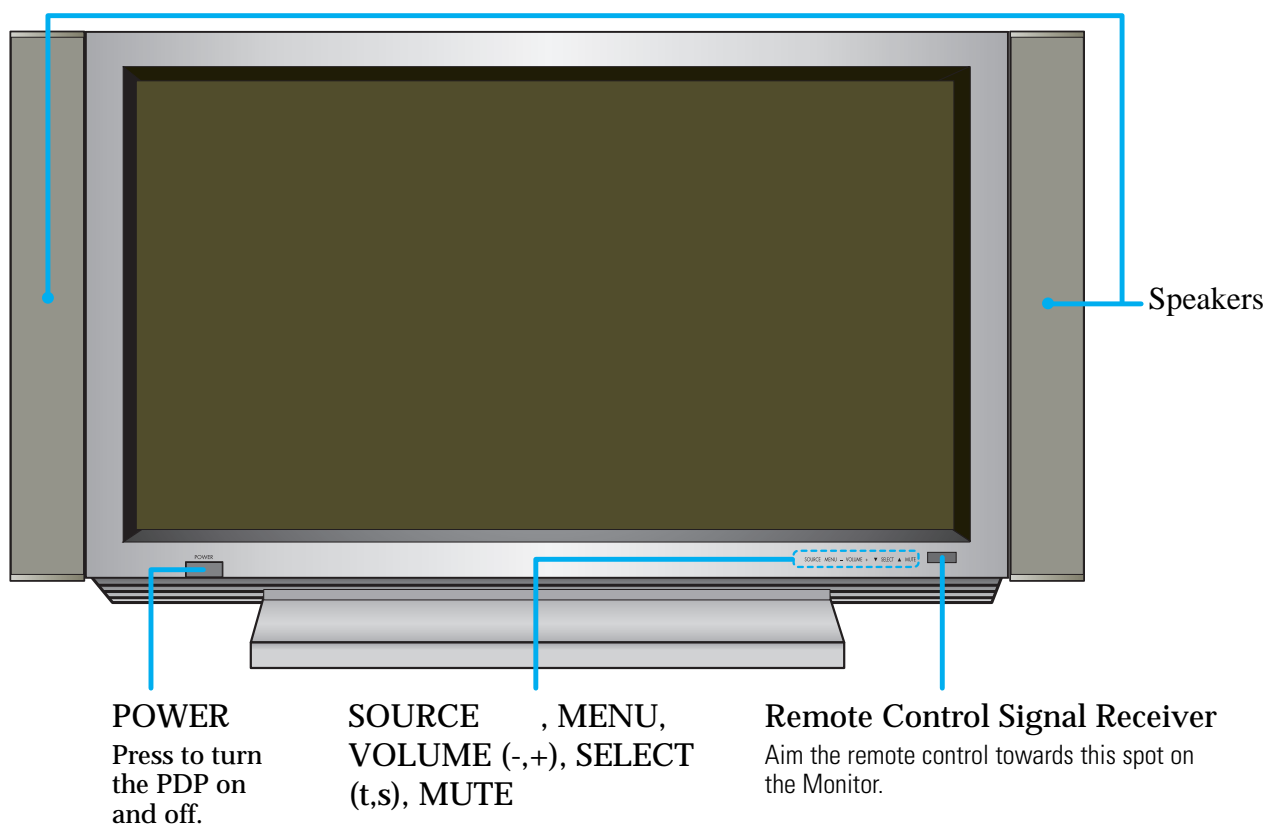 Speakers
POWER
SOURCE MENU - VOLUME + ▼ SELECT ▲ MUTE
POWER
Press to turn
the PDP on
and off.
SOURCE , MENU,
VOLUME (-,+), SELECT
(t,s), MUTE
Remote Control Signal Receiver
Aim the remote control towards this spot on
the Monitor.